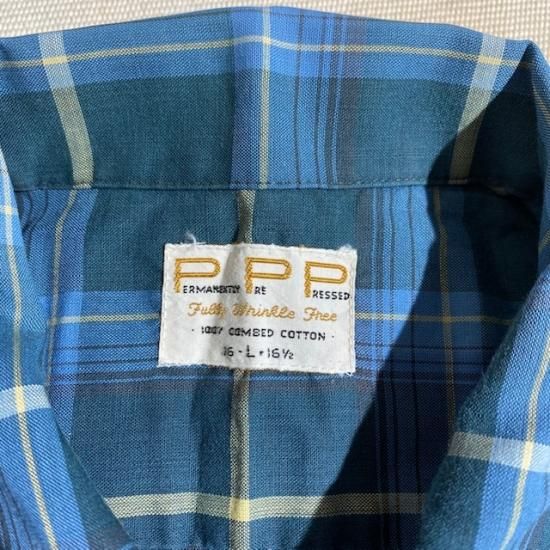 PERMANENTLY PRE PRESSED
Fully Wrinkle Free
· 100% COMBED COTTON ·
16 - L - 16½